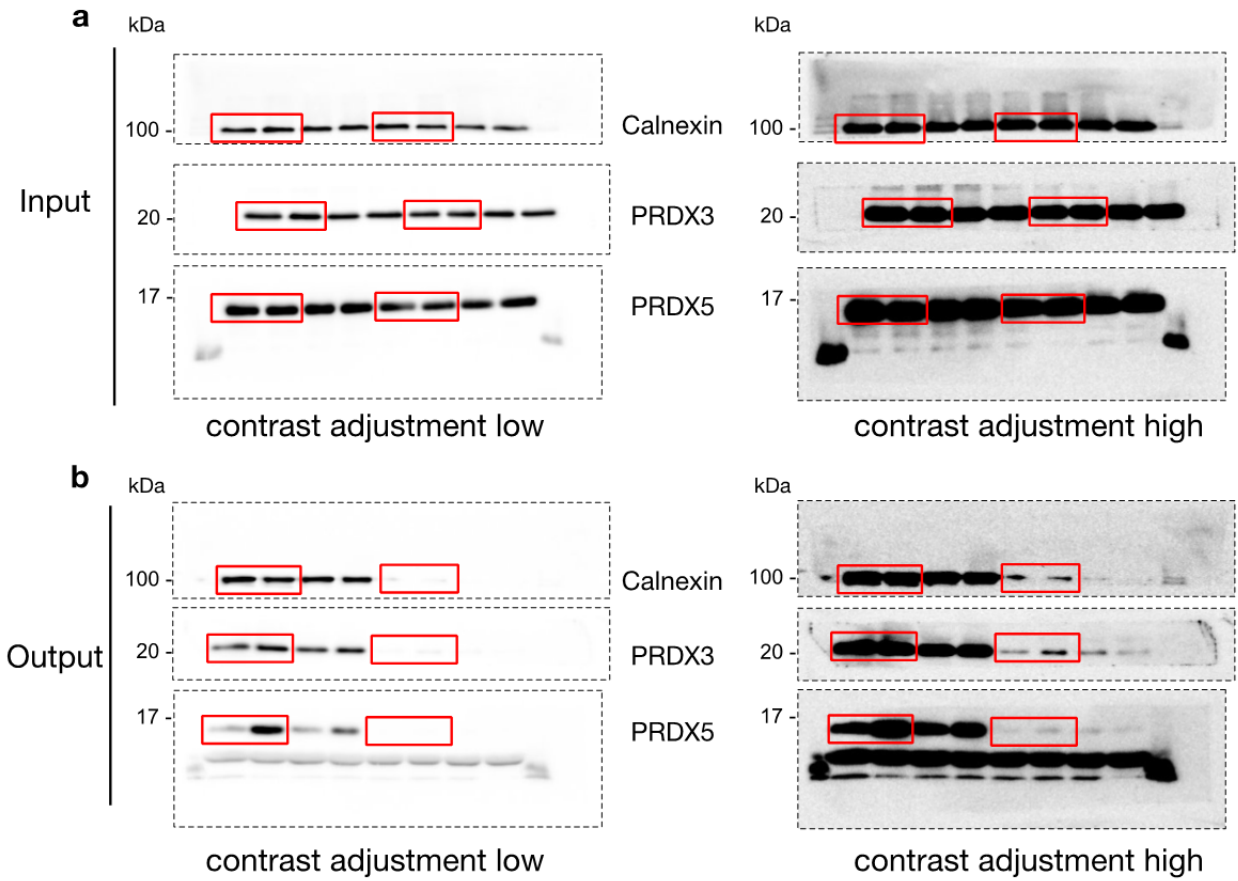 a
kDa
kDa
100 -
Calnexin
100 -
Input
20 -
PRDX3
20 -
17 -
PRDX5
17 -
contrast adjustment low
contrast adjustment high
b
kDa
kDa
100 -
Calnexin
100 -
Output
20 -
PRDX3
20 -
17 -
PRDX5
17 -
contrast adjustment low
contrast adjustment high